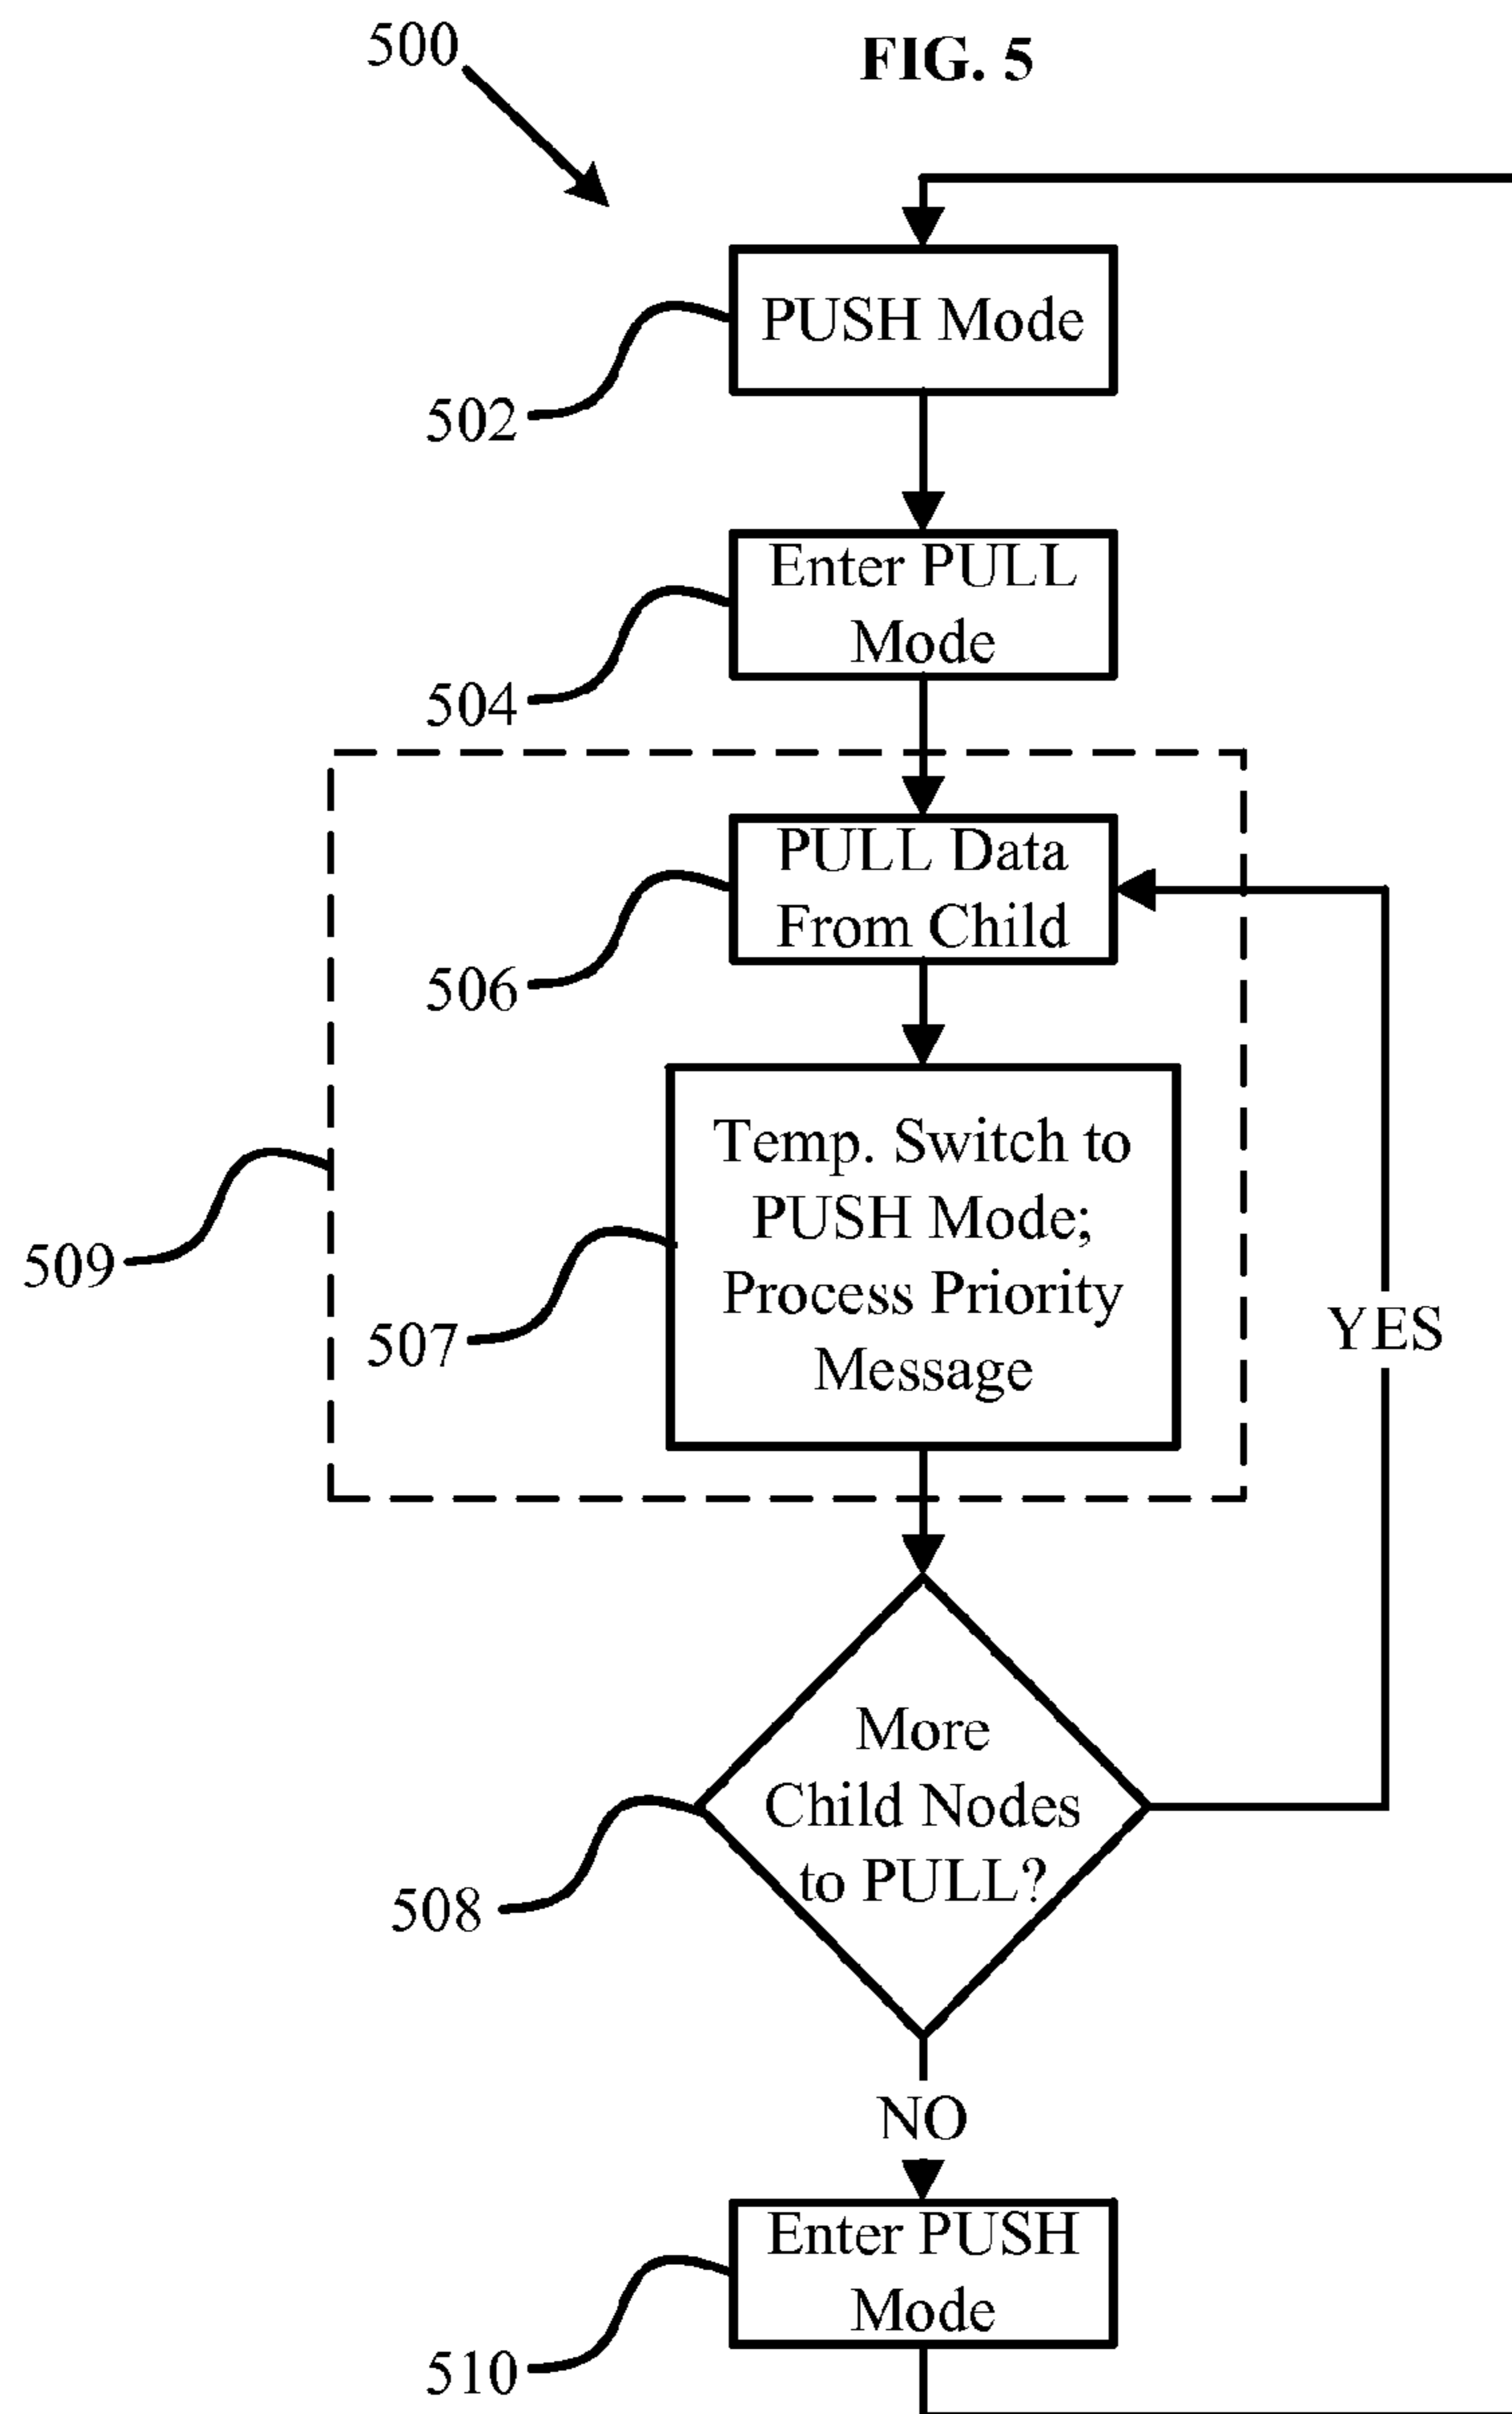 500
FIG. 5
PUSH Mode
502
Enter PULL
Mode
504
PULL Data
From Child
506
Temp. Switch to
PUSH Mode;
Process Priority
Message
509
507
YES
More
Child Nodes
to PULL?
508
NO
Enter PUSH
Mode
510